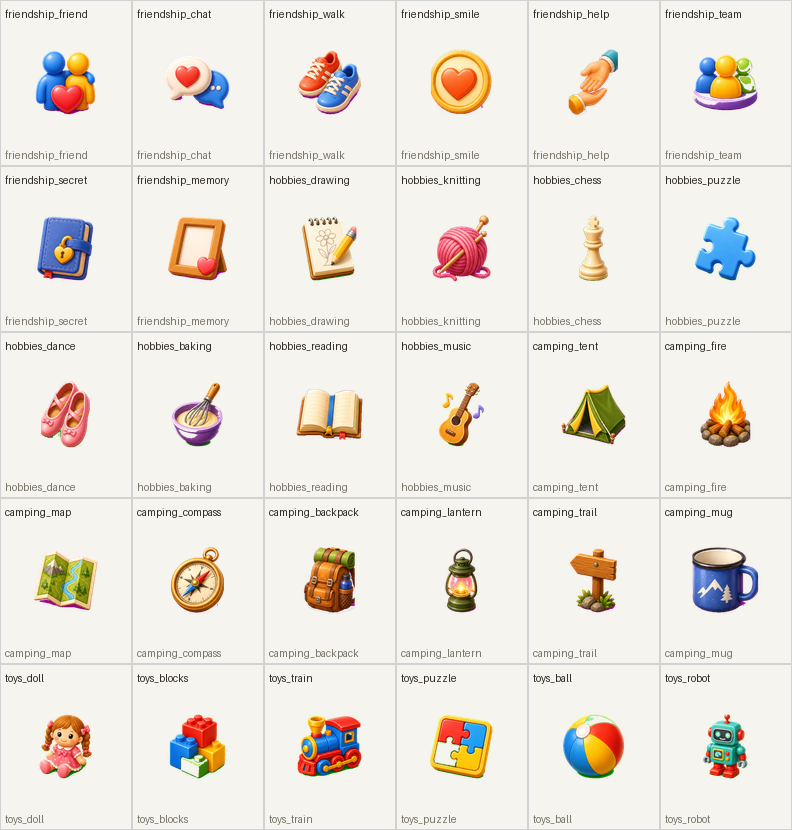 friendship_friend friendship_chat friendship_walk friendship_smile friendship_help friendship_team
friendship_friend friendship_chat friendship_walk friendship_smile friendship_help friendship_team
friendship_secret friendship_memory hobbies_drawing hobbies_knitting hobbies_chess hobbies_puzzle
friendship_secret friendship_memory hobbies_drawing hobbies_knitting hobbies_chess hobbies_puzzle
hobbies_dance hobbies_baking hobbies_reading hobbies_music camping_tent camping_fire
hobbies_dance hobbies_baking hobbies_reading hobbies_music camping_tent camping_fire
camping_map camping_compass camping_backpack camping_lantern camping_trail camping_mug
camping_map camping_compass camping_backpack camping_lantern camping_trail camping_mug
toys_doll toys_blocks toys_train toys_puzzle toys_ball toys_robot
toys_doll toys_blocks toys_train toys_puzzle toys_ball toys_robot